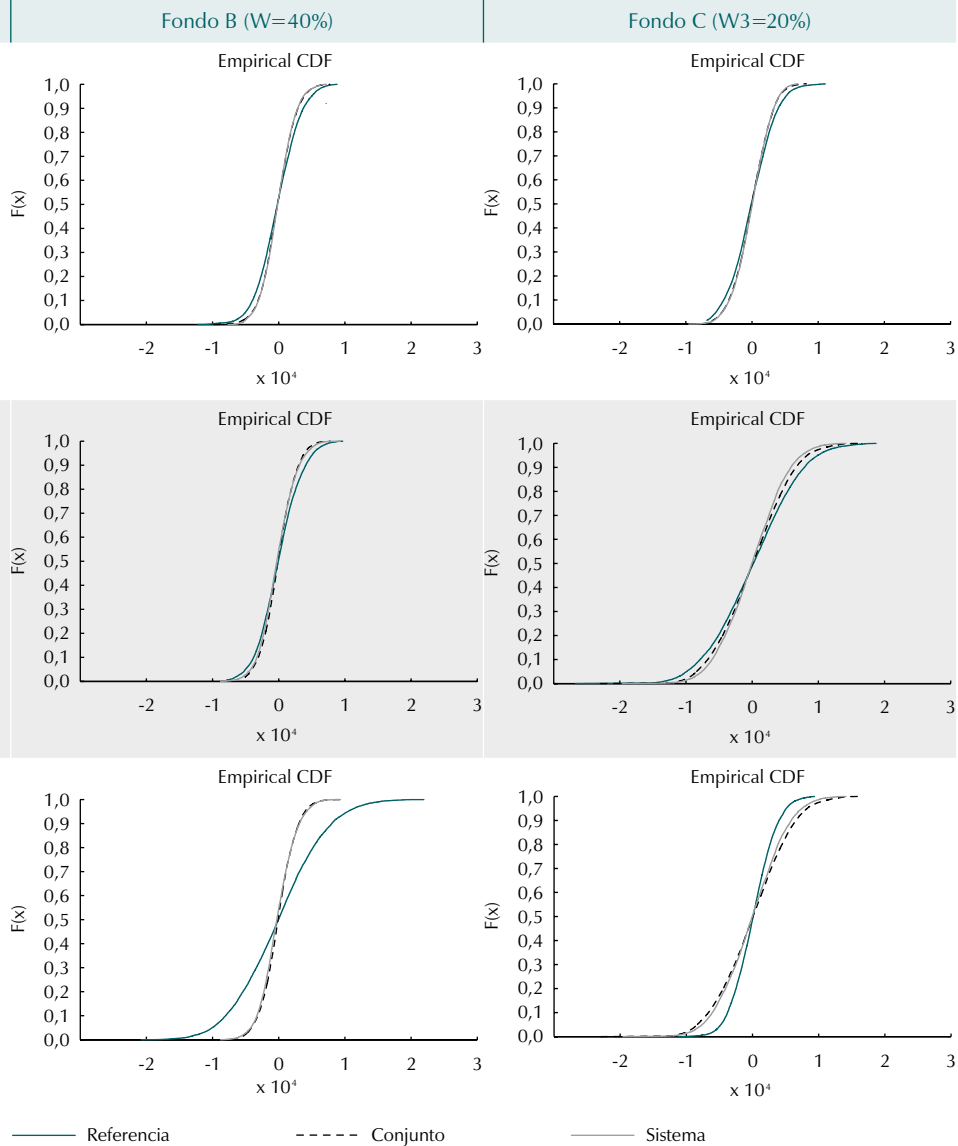 Fondo B (W=40%)
Fondo C (W3=20%)
Empirical CDF
1,0
0,9
0,8
0,7
0,6
0,5
0,4
0,3
0,2
0,1
0,0
F(x)
-2 -1 0 1 2 3
x 10⁴
Empirical CDF
1,0
0,9
0,8
0,7
0,6
0,5
0,4
0,3
0,2
0,1
0,0
F(x)
-2 -1 0 1 2 3
x 10⁴
Empirical CDF
1,0
0,9
0,8
0,7
0,6
0,5
0,4
0,3
0,2
0,1
0,0
F(x)
-2 -1 0 1 2 3
x 10⁴
Empirical CDF
1,0
0,9
0,8
0,7
0,6
0,5
0,4
0,3
0,2
0,1
0,0
F(x)
-2 -1 0 1 2 3
x 10⁴
Empirical CDF
1,0
0,9
0,8
0,7
0,6
0,5
0,4
0,3
0,2
0,1
0,0
F(x)
-2 -1 0 1 2 3
x 10⁴
Empirical CDF
1,0
0,9
0,8
0,7
0,6
0,5
0,4
0,3
0,2
0,1
0,0
F(x)
-2 -1 0 1 2 3
x 10⁴
Referencia
Conjunto
Sistema